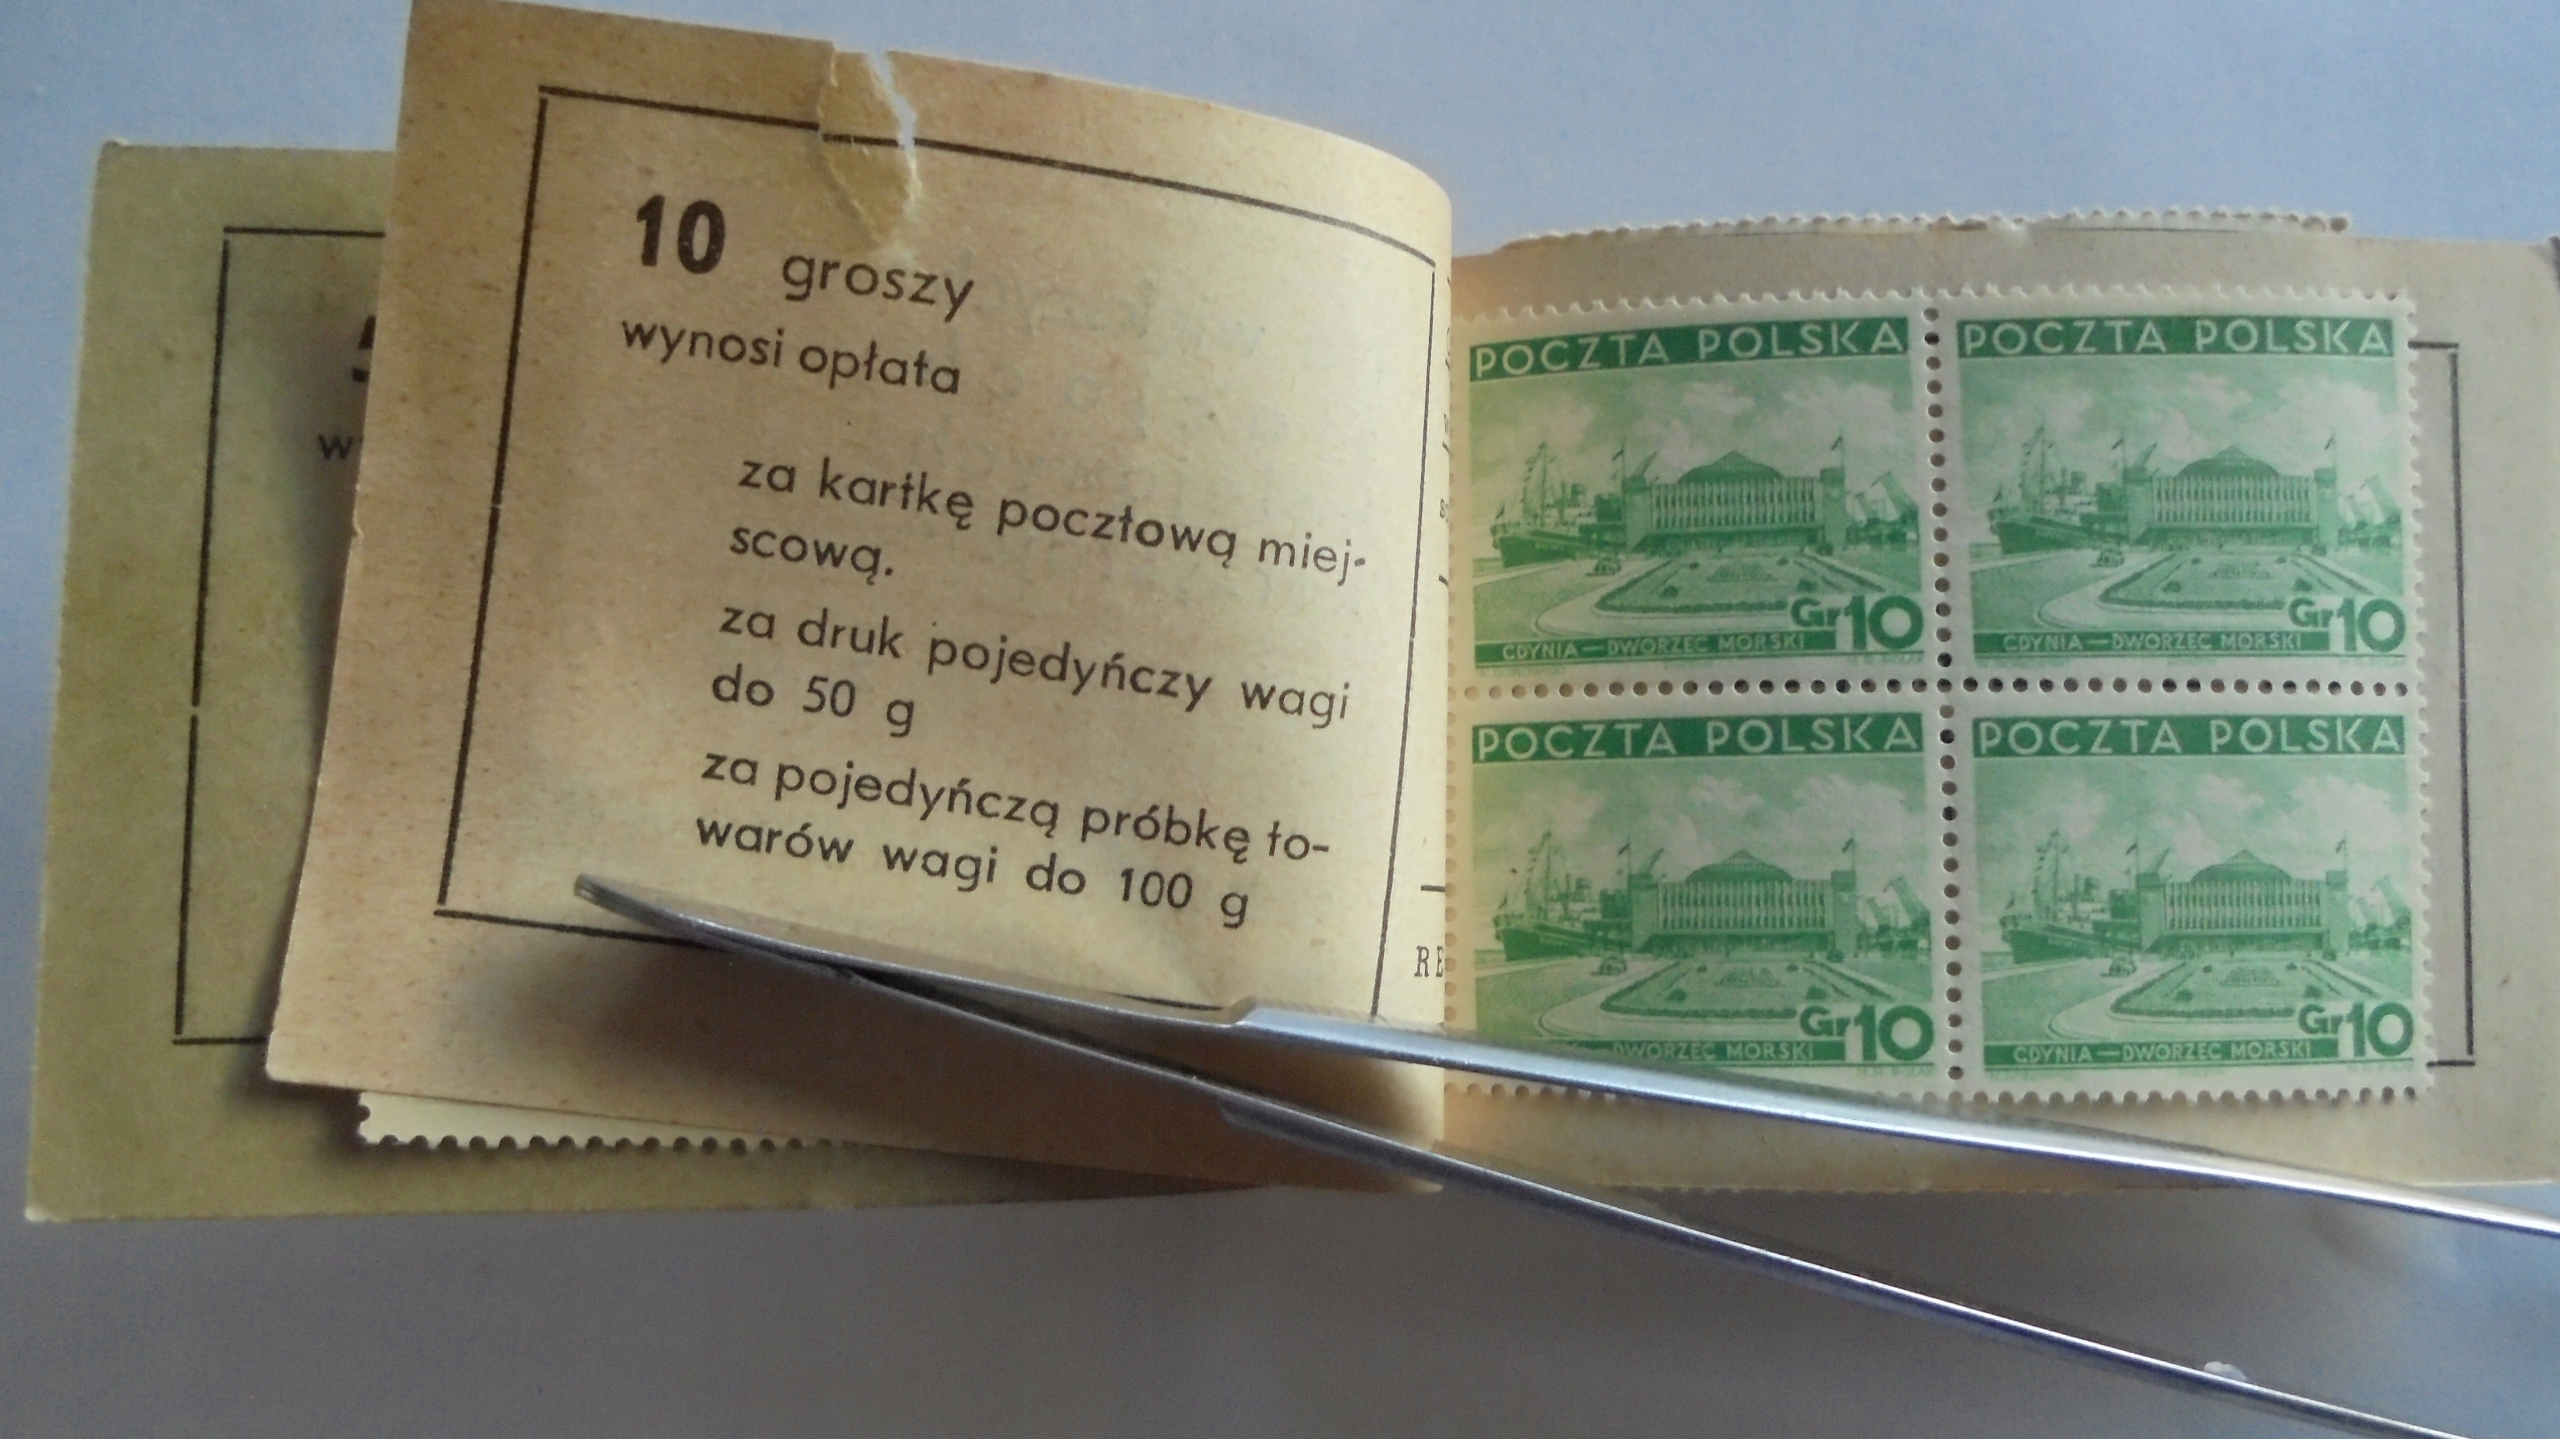 10 groszy
wynosi opłata
za kartkę pocztową miej-
scową.
za druk pojedyńczy wagi
do 50 g
za pojedyńczą próbkę to-
warów wagi do 100 g
POCZTA POLSKA
Gr 10
GDYNIA—DWORZEC MORSKI
POCZTA POLSKA
Gr 10
GDYNIA—DWORZEC MORSKI
POCZTA POLSKA
Gr 10
DWORZEC MORSKI
POCZTA POLSKA
Gr 10
GDYNIA—DWORZEC MORSKI